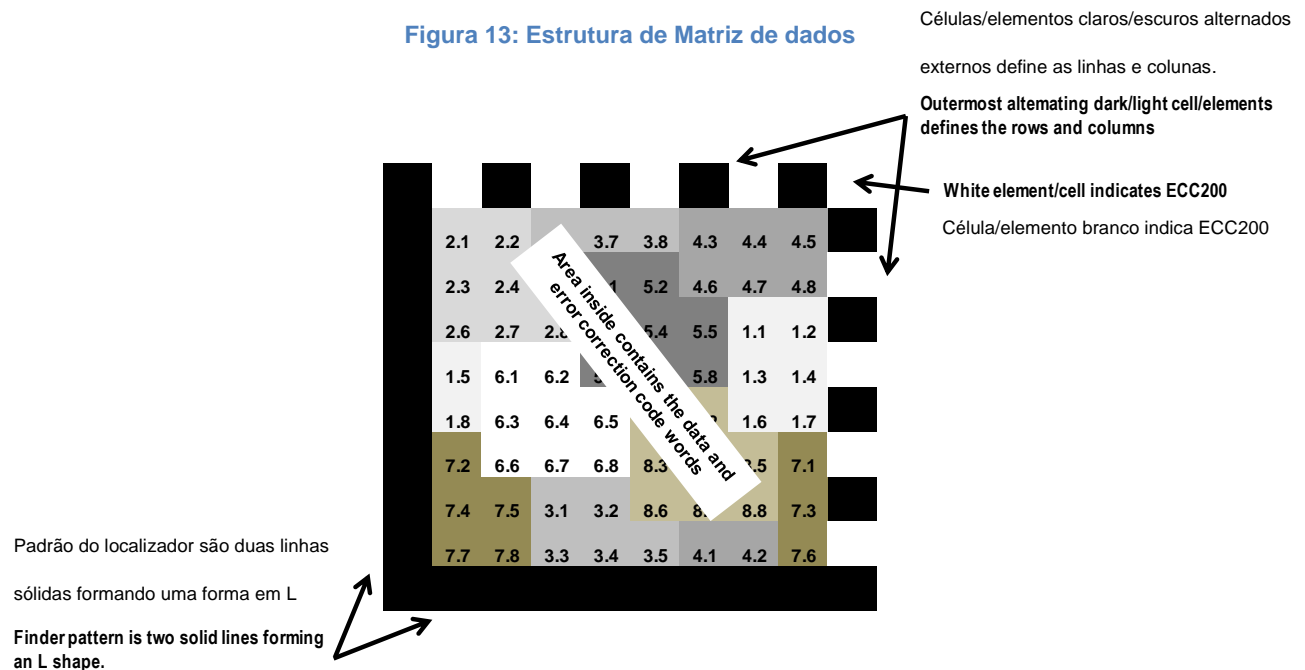 Figura 13: Estrutura de Matriz de dados
Células/elementos claros/escuros alternados
externos define as linhas e colunas.
Outermost altemating dark/light cell/elements
defines the rows and columns
White element/cell indicates ECC200
Célula/elemento branco indica ECC200
2.1 2.2 3.7 3.8 4.3 4.4 4.5
2.3 2.4 5.2 4.6 4.7 4.8
2.6 2.7 2.8 5.4 5.5 1.1 1.2
1.5 6.1 6.2 5.8 1.3 1.4
1.8 6.3 6.4 6.5 1.6 1.7
7.2 6.6 6.7 6.8 8.3 7.1
7.4 7.5 3.1 3.2 8.6 8.8 7.3
7.7 7.8 3.3 3.4 3.5 4.1 4.2 7.6
Area inside contains the data and
error correction code words
Padrão do localizador são duas linhas
sólidas formando uma forma em L
Finder pattern is two solid lines forming
an L shape.